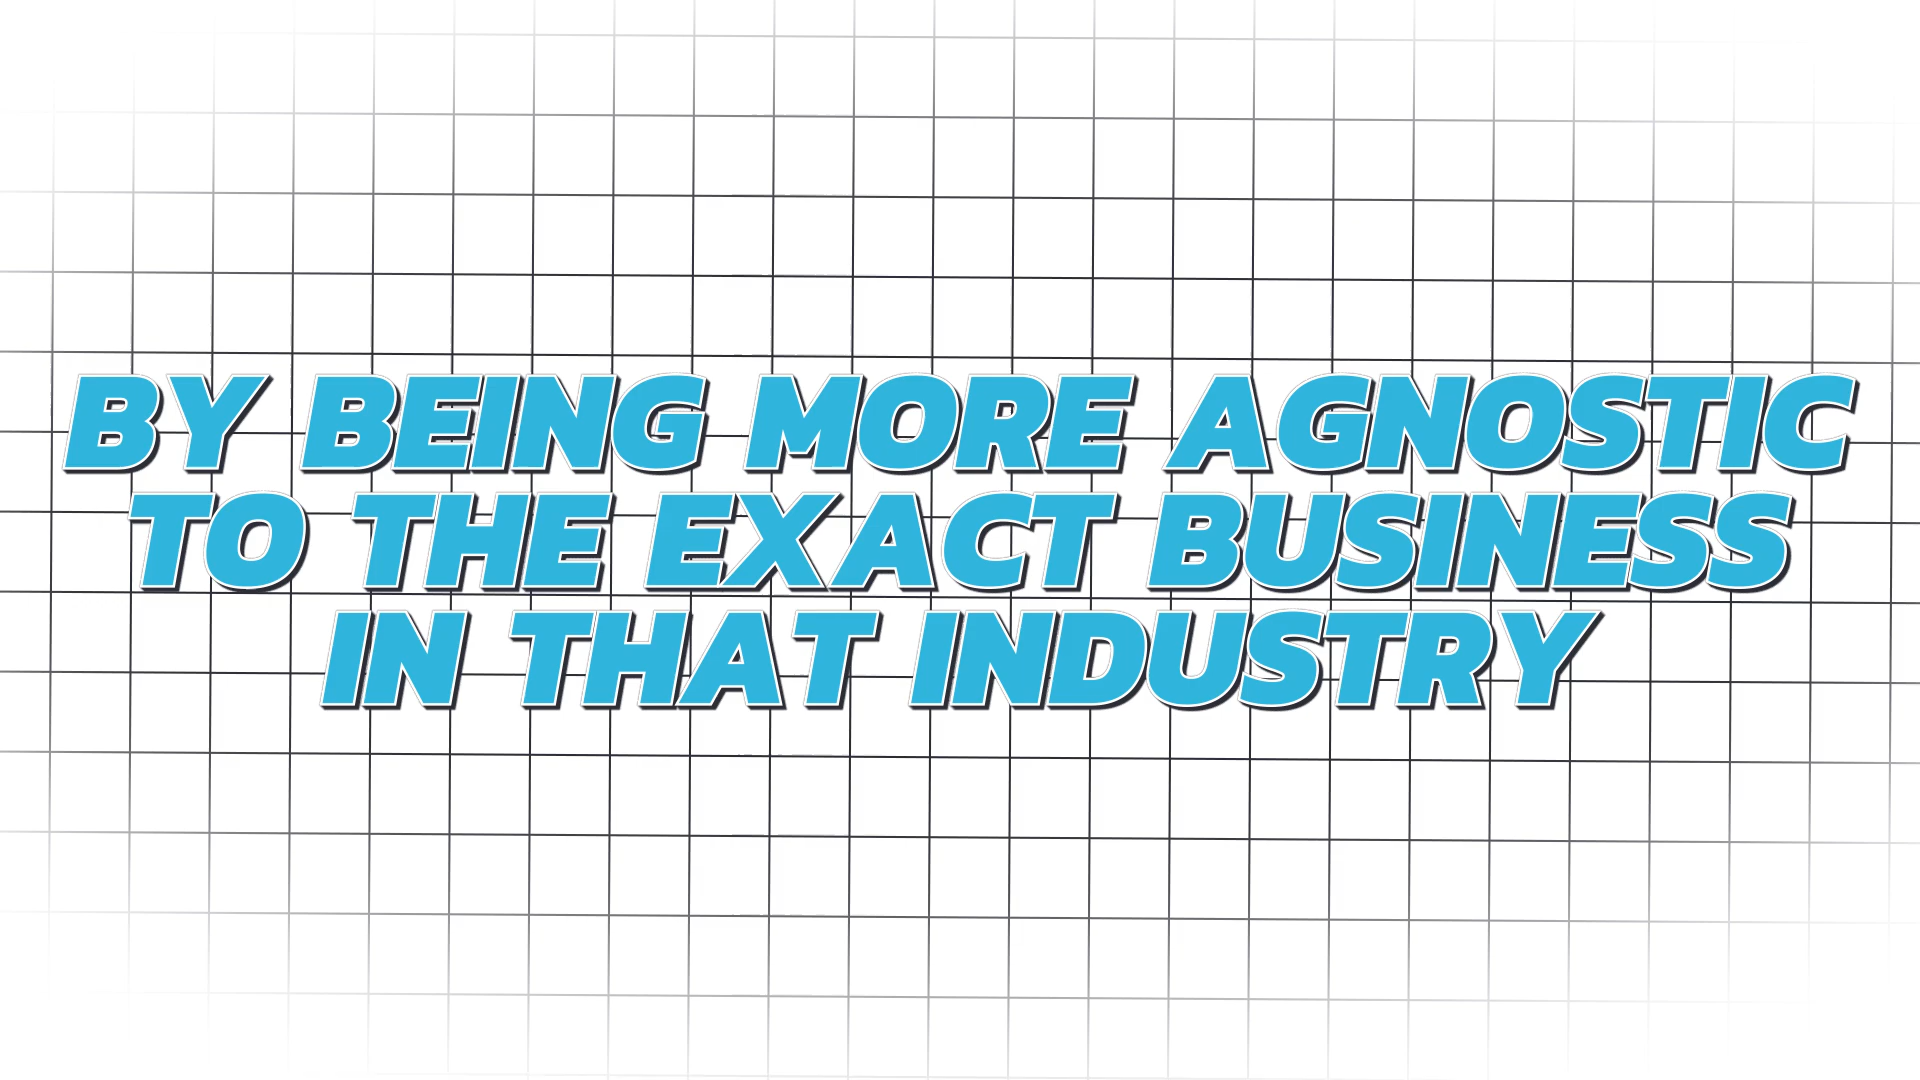 BY BEING MORE AGNOSTIC
TO THE EXACT BUSINESS
IN THAT INDUSTRY